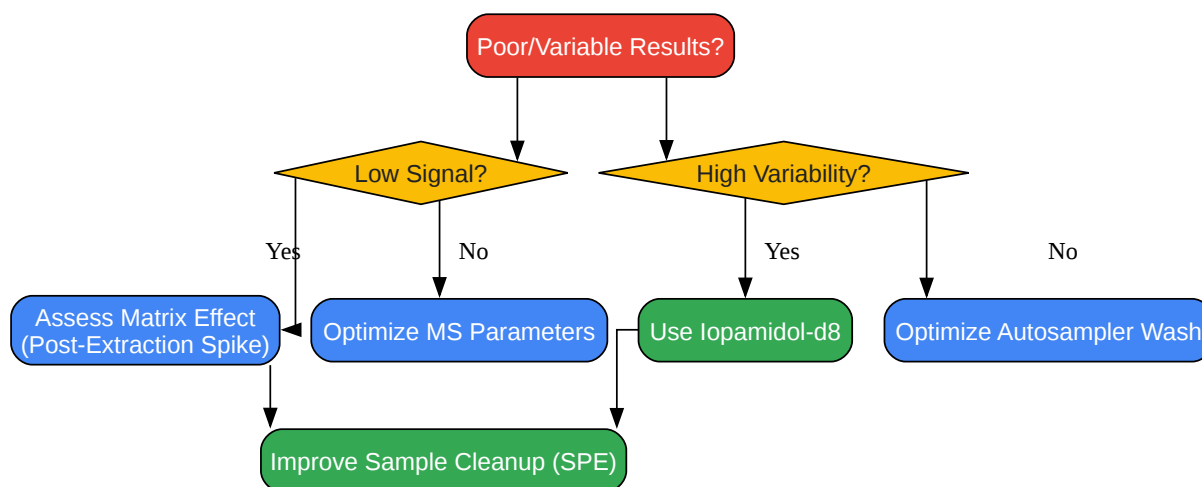 Poor/Variable Results?
Low Signal?
High Variability?
Yes
No
Yes
No
Assess Matrix Effect
(Post-Extraction Spike)
Optimize MS Parameters
Use Iopamidol-d8
Optimize Autosampler Wash
Improve Sample Cleanup (SPE)